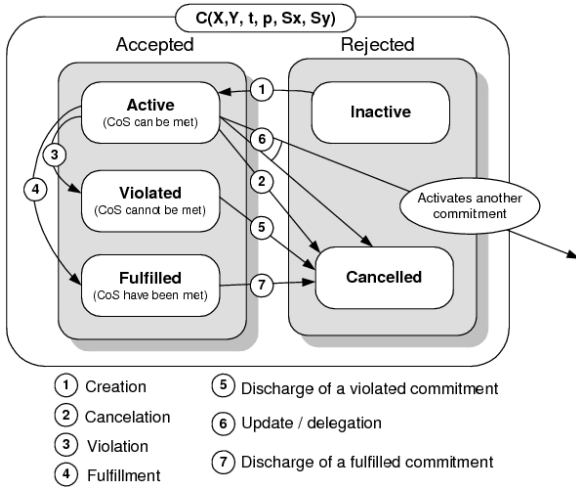 C(X,Y, t, p, Sx, Sy)
Accepted
Rejected
Active
(CoS can be met)
1
Inactive
6
3
4
2
Violated
(CoS cannot be met)
Activates another
commitment
5
Fulfilled
(CoS have been met)
7
Cancelled
1 Creation
2 Cancelation
3 Violation
4 Fulfillment
5 Discharge of a violated commitment
6 Update / delegation
7 Discharge of a fulfilled commitment